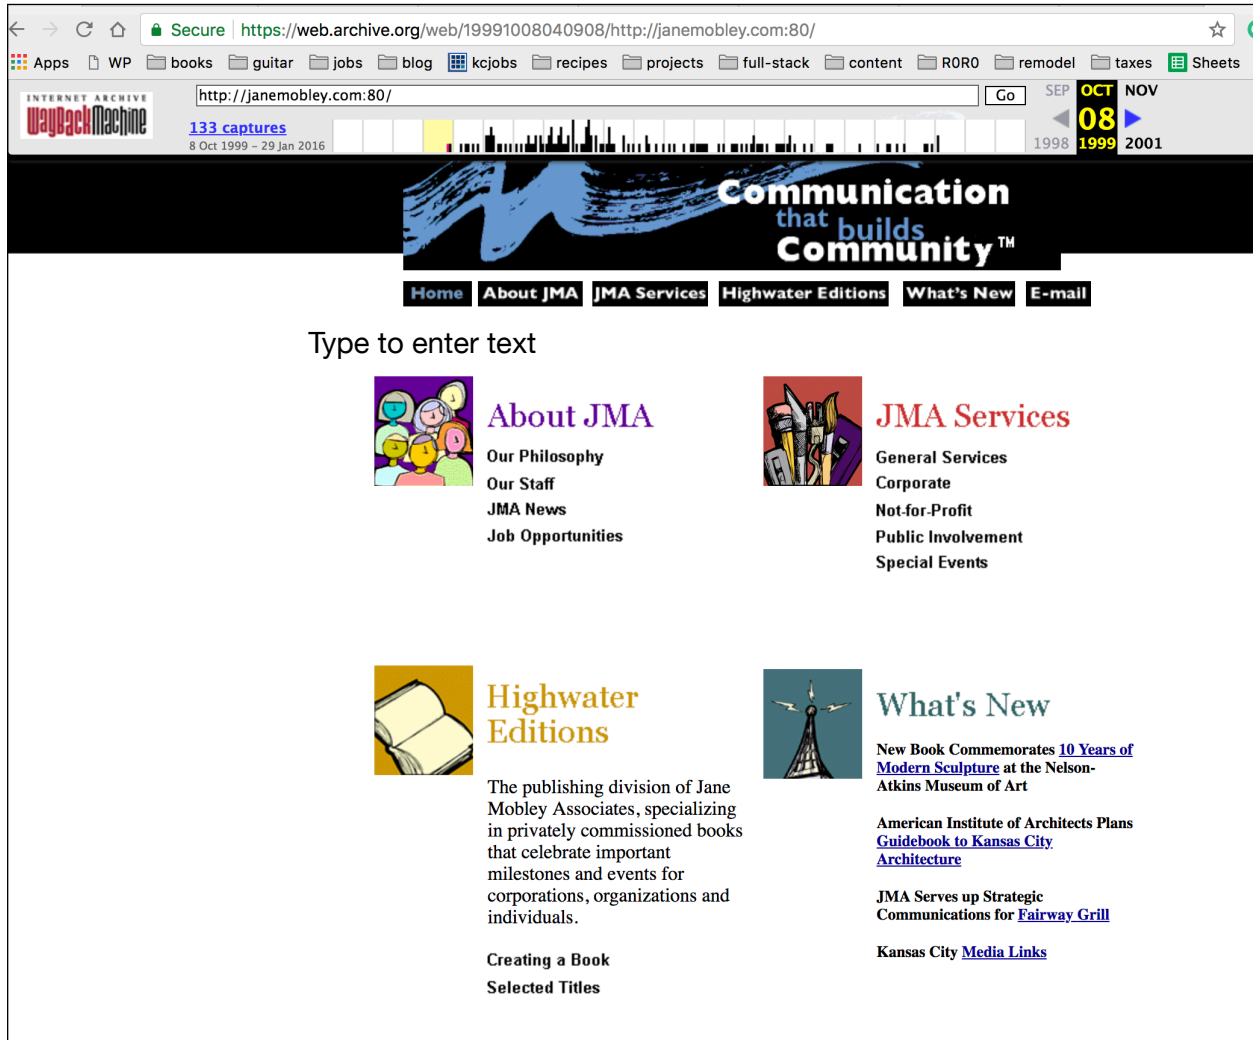 Secure https://web.archive.org/web/19991008040908/http://janemobley.com:80/
Apps WP books guitar jobs blog kcjobs recipes projects full-stack content RORO remodel taxes Sheets
INTERNET ARCHIVE
WayBackMachine
http://janemobley.com:80/ Go
133 captures
8 Oct 1999 – 29 Jan 2016
SEP OCT NOV
08
1998 1999 2001
Communication
that builds
Community™
Home About JMA JMA Services Highwater Editions What's New E-mail
Type to enter text
About JMA
Our Philosophy
Our Staff
JMA News
Job Opportunities
JMA Services
General Services
Corporate
Not-for-Profit
Public Involvement
Special Events
Highwater
Editions
The publishing division of Jane
Mobley Associates, specializing
in privately commissioned books
that celebrate important
milestones and events for
corporations, organizations and
individuals.
Creating a Book
Selected Titles
What's New
New Book Commemorates 10 Years of
Modern Sculpture at the Nelson-
Atkins Museum of Art
American Institute of Architects Plans
Guidebook to Kansas City
Architecture
JMA Serves up Strategic
Communications for Fairway Grill
Kansas City Media Links